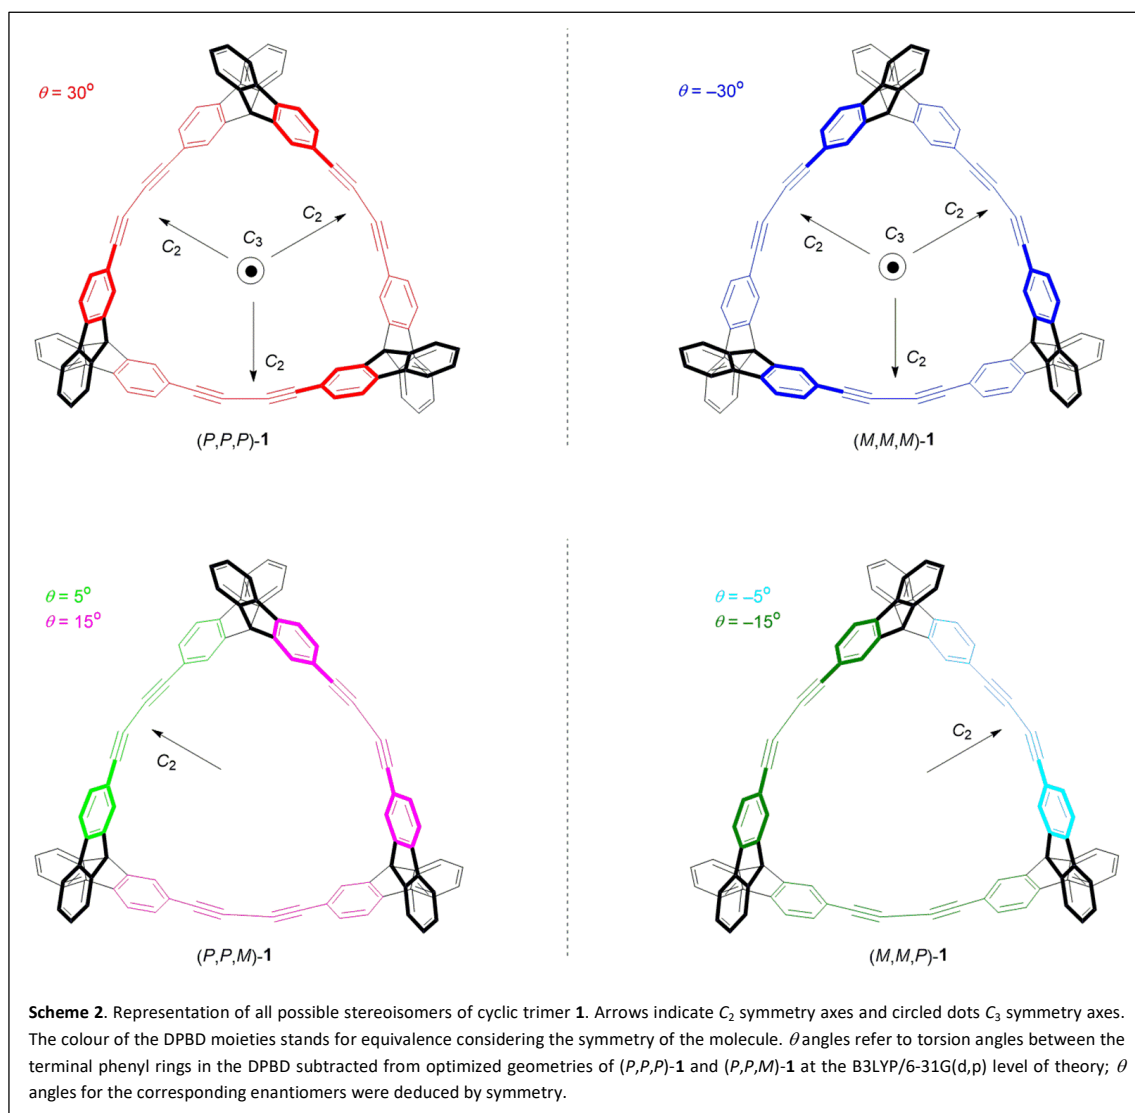 θ = 30°
C₂
C₃
C₂
C₂
(P,P,P)-1
θ = –30°
C₂
C₃
C₂
C₂
(M,M,M)-1
θ = 5°
θ = 15°
C₂
(P,P,M)-1
θ = –5°
θ = –15°
C₂
(M,M,P)-1
Scheme 2. Representation of all possible stereoisomers of cyclic trimer 1. Arrows indicate C₂ symmetry axes and circled dots C₃ symmetry axes.
The colour of the DPBD moieties stands for equivalence considering the symmetry of the molecule. θ angles refer to torsion angles between the
terminal phenyl rings in the DPBD subtracted from optimized geometries of (P,P,P)-1 and (P,P,M)-1 at the B3LYP/6-31G(d,p) level of theory; θ
angles for the corresponding enantiomers were deduced by symmetry.